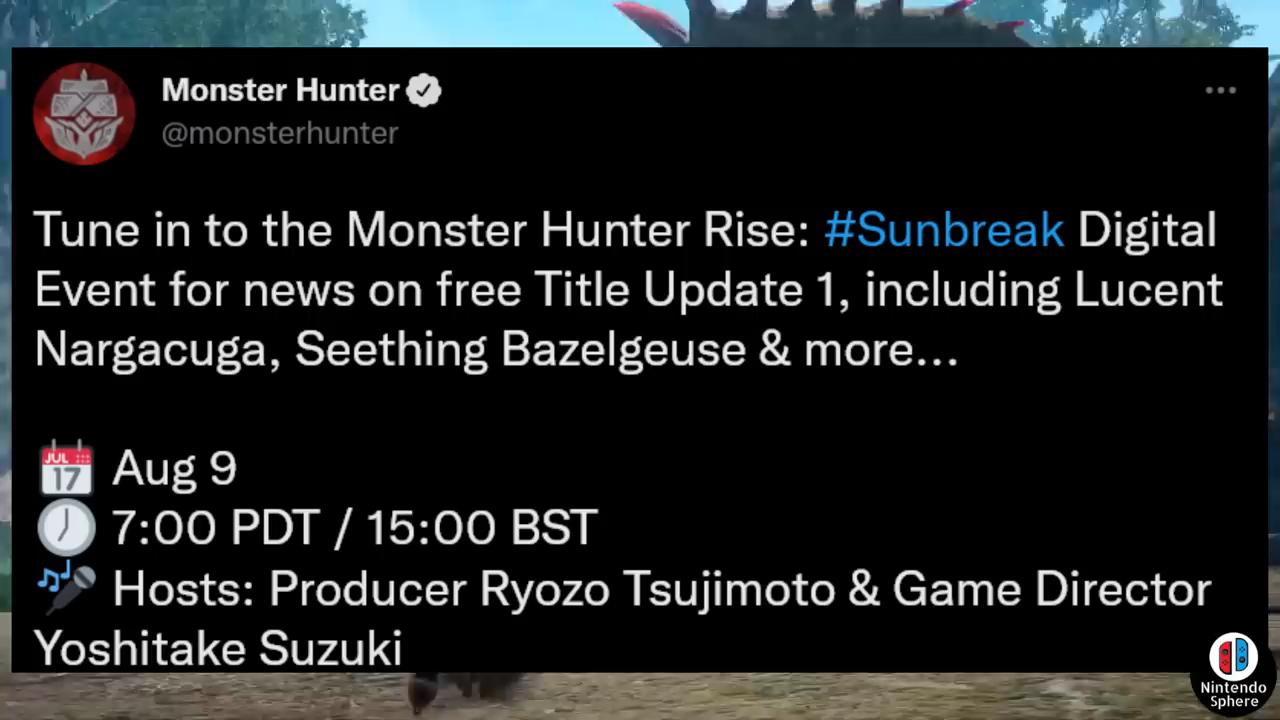 Monster Hunter
@monsterhunter
Tune in to the Monster Hunter Rise: #Sunbreak Digital
Event for news on free Title Update 1, including Lucent
Nargacuga, Seething Bazelgeuse & more...
JUL
17
Aug 9
7:00 PDT / 15:00 BST
Hosts: Producer Ryozo Tsujimoto & Game Director
Yoshitake Suzuki
Nintendo
Sphere